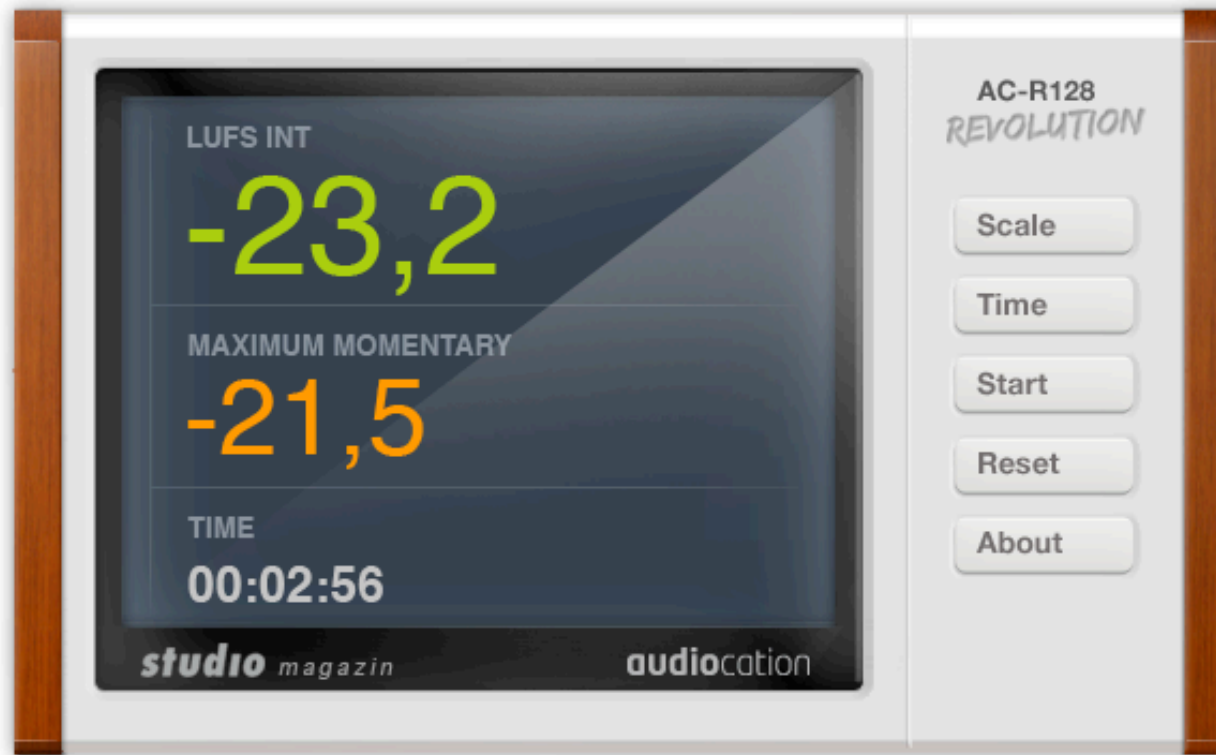 LUFS INT
-23,2
MAXIMUM MOMENTARY
-21,5
TIME
00:02:56
studio magazin
audiocation
AC-R128
REVOLUTION
Scale
Time
Start
Reset
About